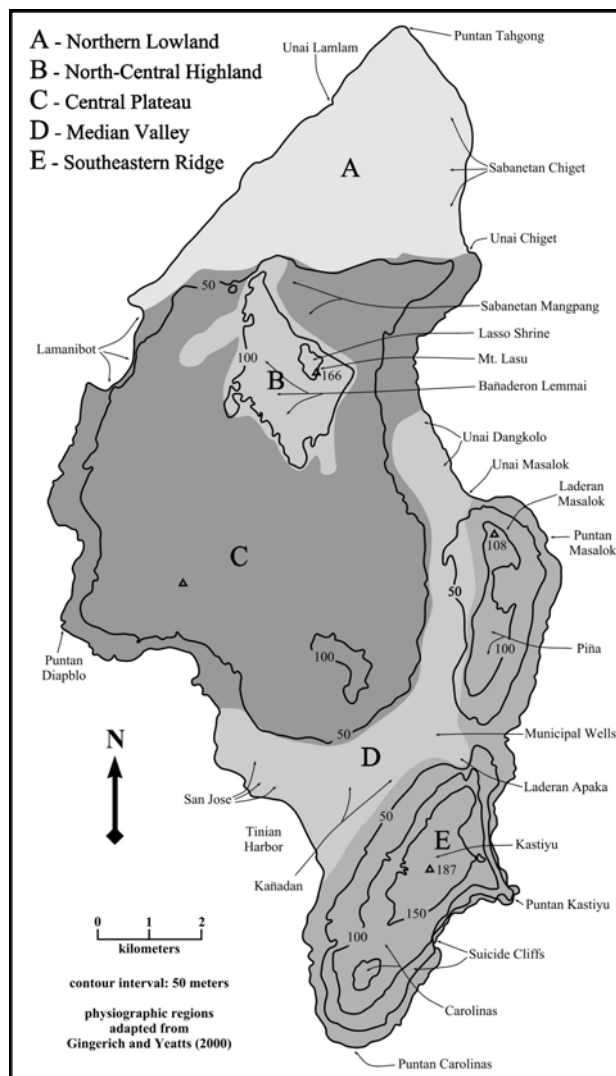 A - Northern Lowland
B - North-Central Highland
C - Central Plateau
D - Median Valley
E - Southeastern Ridge
Puntan Tahgong
Unai Lamlam
A
Sabanetan Chiget
Unai Chiget
50
Sabanetan Mangpang
Lasso Shrine
Lamanibot
100
Mt. Lasu
166
B
Bañaderon Lemmai
Unai Dangkolo
Unai Masalok
Laderan
Masalok
108
Puntan
Masalok
C
50
100
100
Piña
Puntan
Diapblo
50
Municipal Wells
N
D
Laderan Apaka
San Jose
50
Tinian
Harbor
E
Kastiyu
187
Kañadan
Puntan Kastiyu
150
0 2
kilometers
100
Suicide Cliffs
contour interval: 50 meters
Carolinas
physiographic regions
adapted from
Gingerich and Yeatts (2000)
Puntan Carolinas